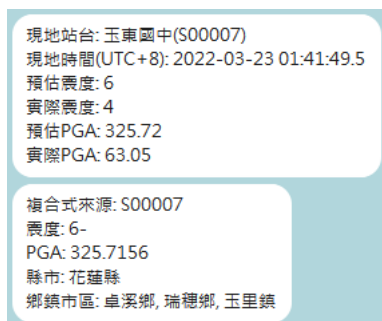 現地站台: 玉東國中(S00007)
現地時間(UTC+8): 2022-03-23 01:41:49.5
預估震度: 6
實際震度: 4
預估PGA: 325.72
實際PGA: 63.05
複合式來源: S00007
震度: 6-
PGA: 325.7156
縣市: 花蓮縣
鄉鎮市區: 卓溪鄉, 瑞穗鄉, 玉里鎮